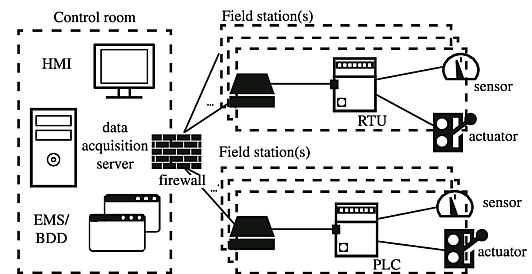 Control room
HMI
data
acquisition
server
EMS/
BDD
firewall
Field station(s)
...
RTU
sensor
actuator
Field station(s)
...
PLC
sensor
actuator